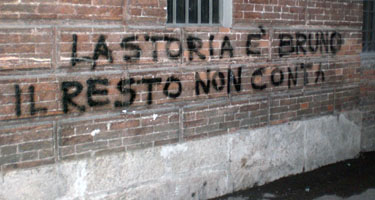 LA STORIA E' BRUNO
IL RESTO NON CONTA